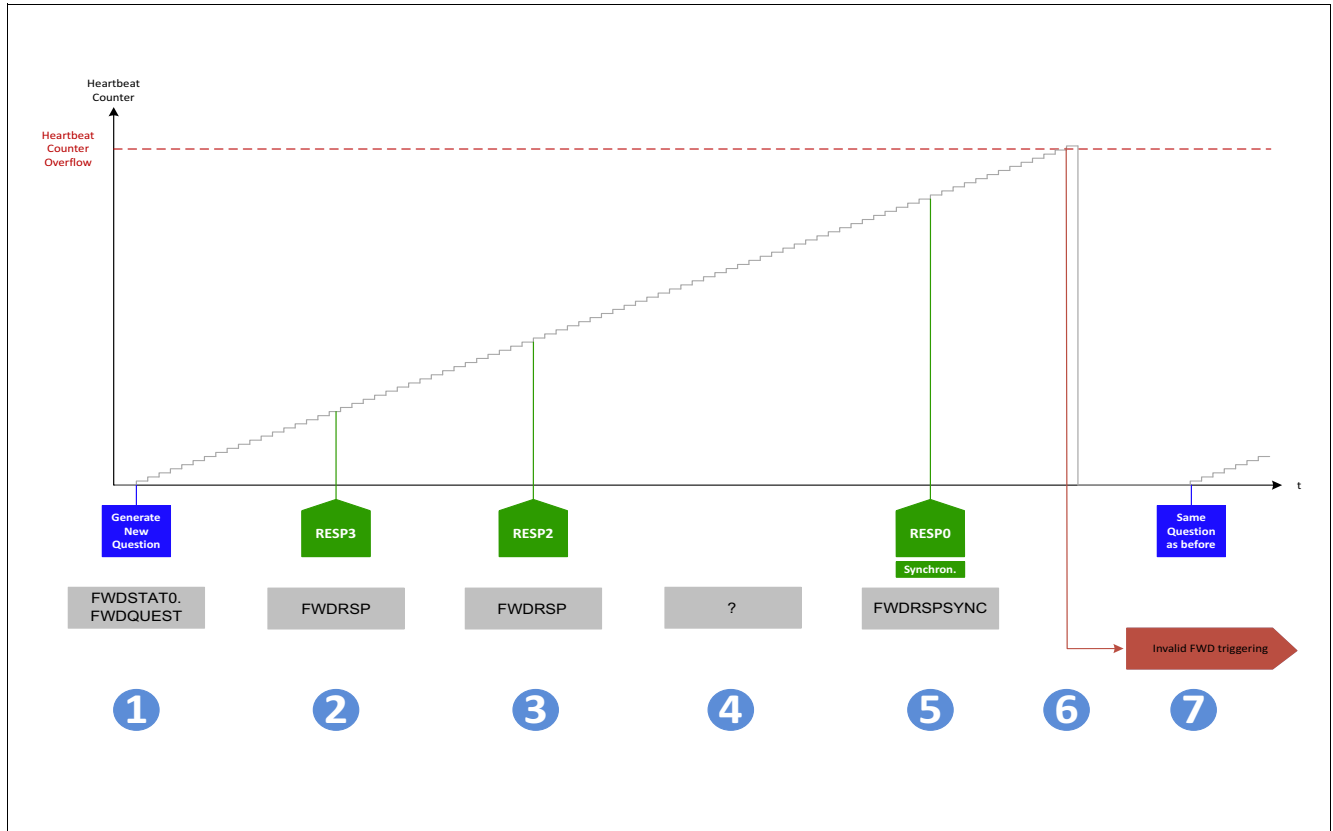 Heartbeat
Counter
Heartbeat
Counter
Overflow
t
Generate
New
Question
RESP3
RESP2
RESP0
Synchron.
Same
Question
as before
FWDSTAT0.
FWDQUEST
FWDRSP
FWDRSP
?
FWDRSPSYNC
Invalid FWD triggering
1
2
3
4
5
6
7